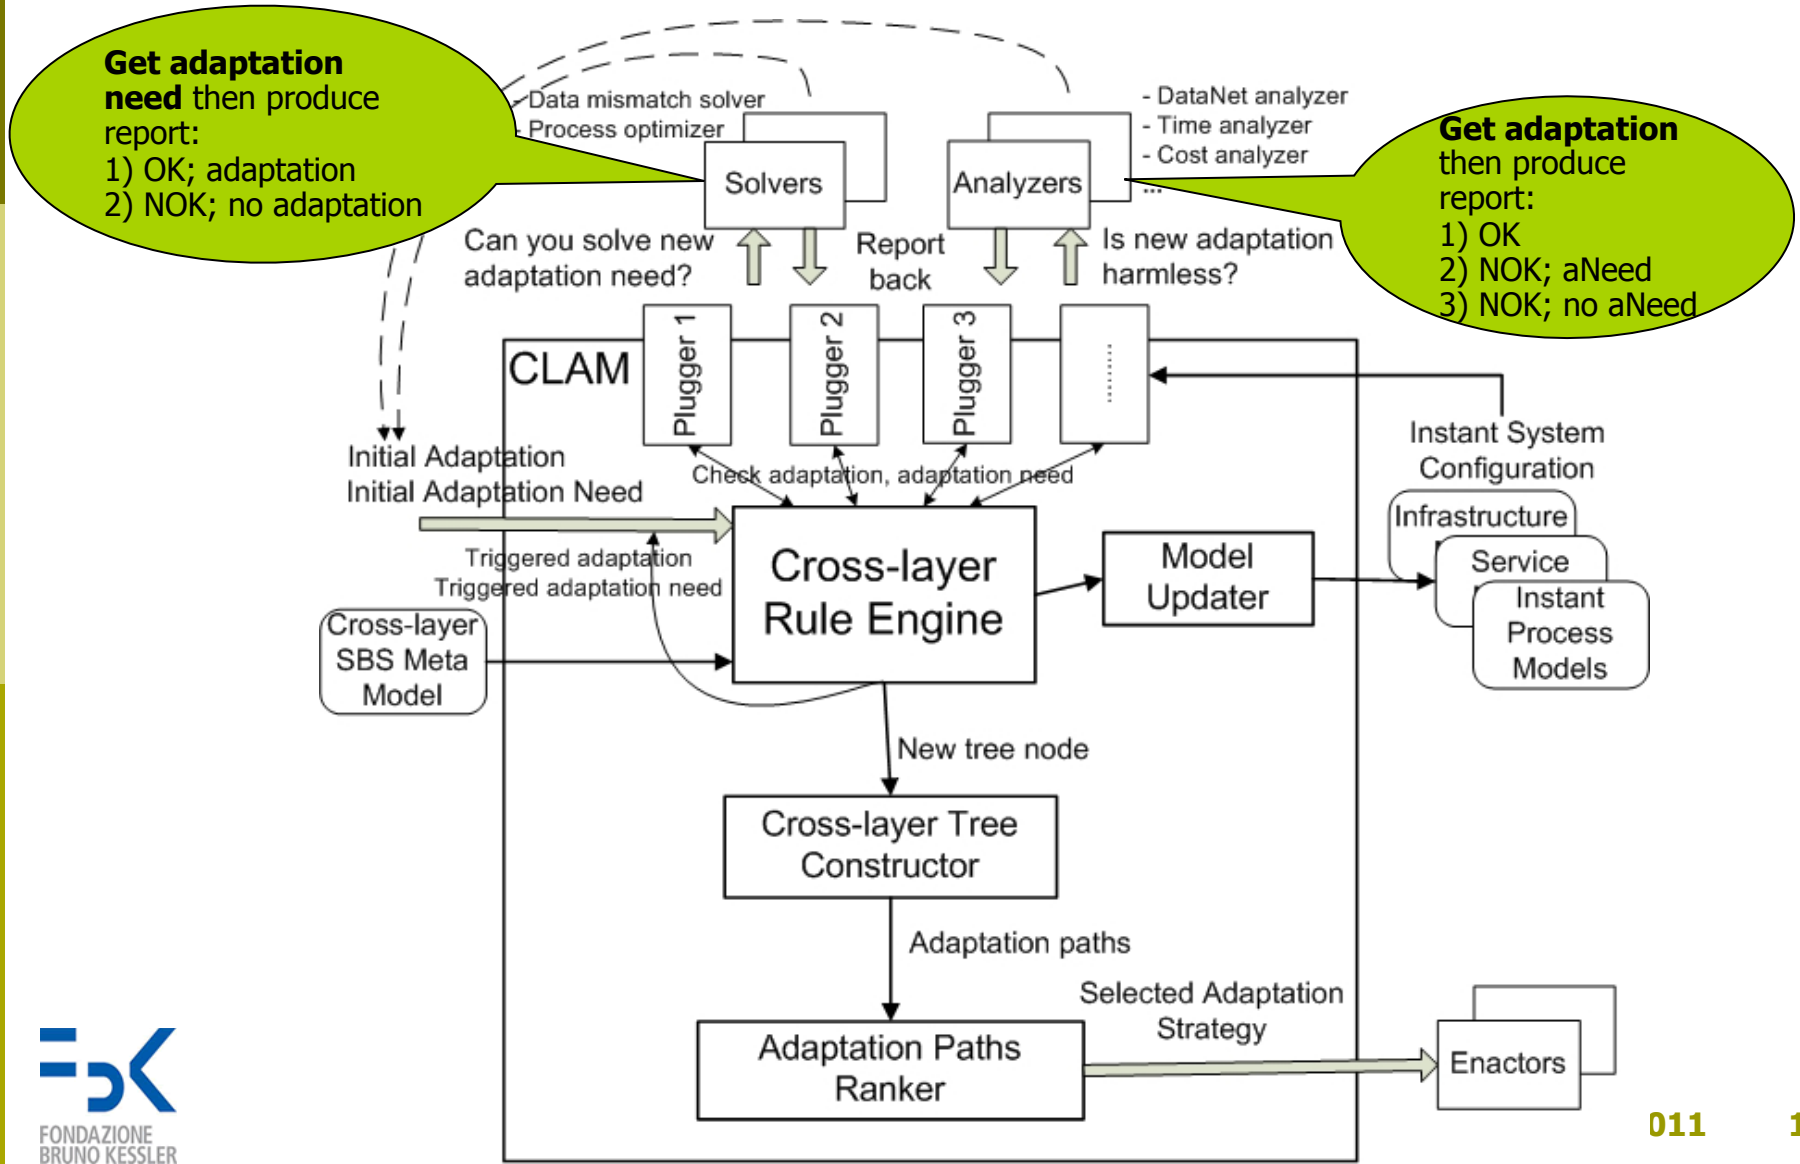 Get adaptation
need then produce
report:
1) OK; adaptation
2) NOK; no adaptation
- Data mismatch solver
- Process optimizer
Solvers
Analyzers
- DataNet analyzer
- Time analyzer
- Cost analyzer
...
Get adaptation
then produce
report:
1) OK
2) NOK; aNeed
3) NOK; no aNeed
Can you solve new
adaptation need?
Report
back
Is new adaptation
harmless?
CLAM
Plugger 1
Plugger 2
Plugger 3
.........
Instant System
Configuration
Initial Adaptation
Initial Adaptation Need
Check adaptation, adaptation need
Triggered adaptation
Triggered adaptation need
Cross-layer
Rule Engine
Model
Updater
Infrastructure
Service
Instant
Process
Models
Cross-layer
SBS Meta
Model
New tree node
Cross-layer Tree
Constructor
Adaptation paths
Adaptation Paths
Ranker
Selected Adaptation
Strategy
Enactors
FONDAZIONE
BRUNO KESSLER
011